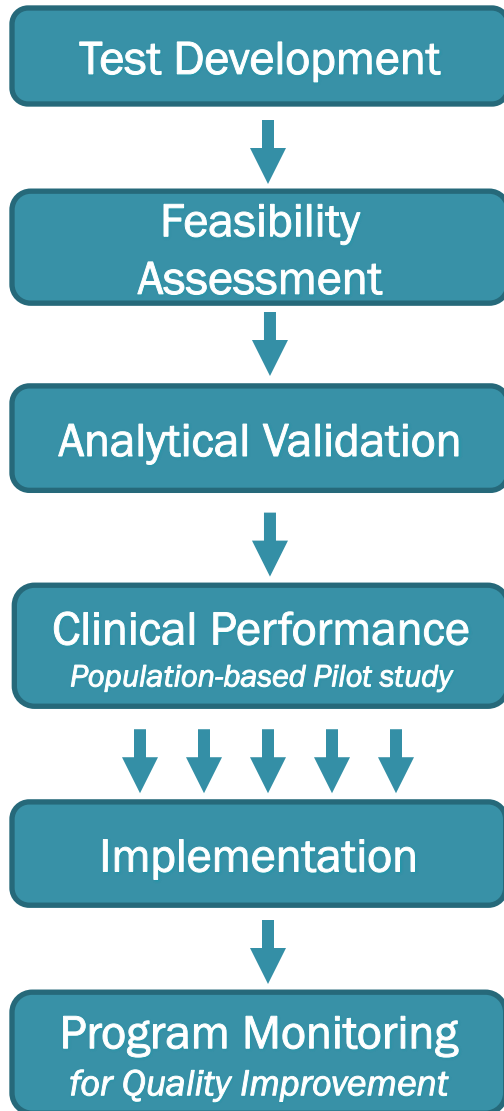 Test Development
Feasibility
Assessment
Analytical Validation
Clinical Performance
Population-based Pilot study
Implementation
Program Monitoring
for Quality Improvement